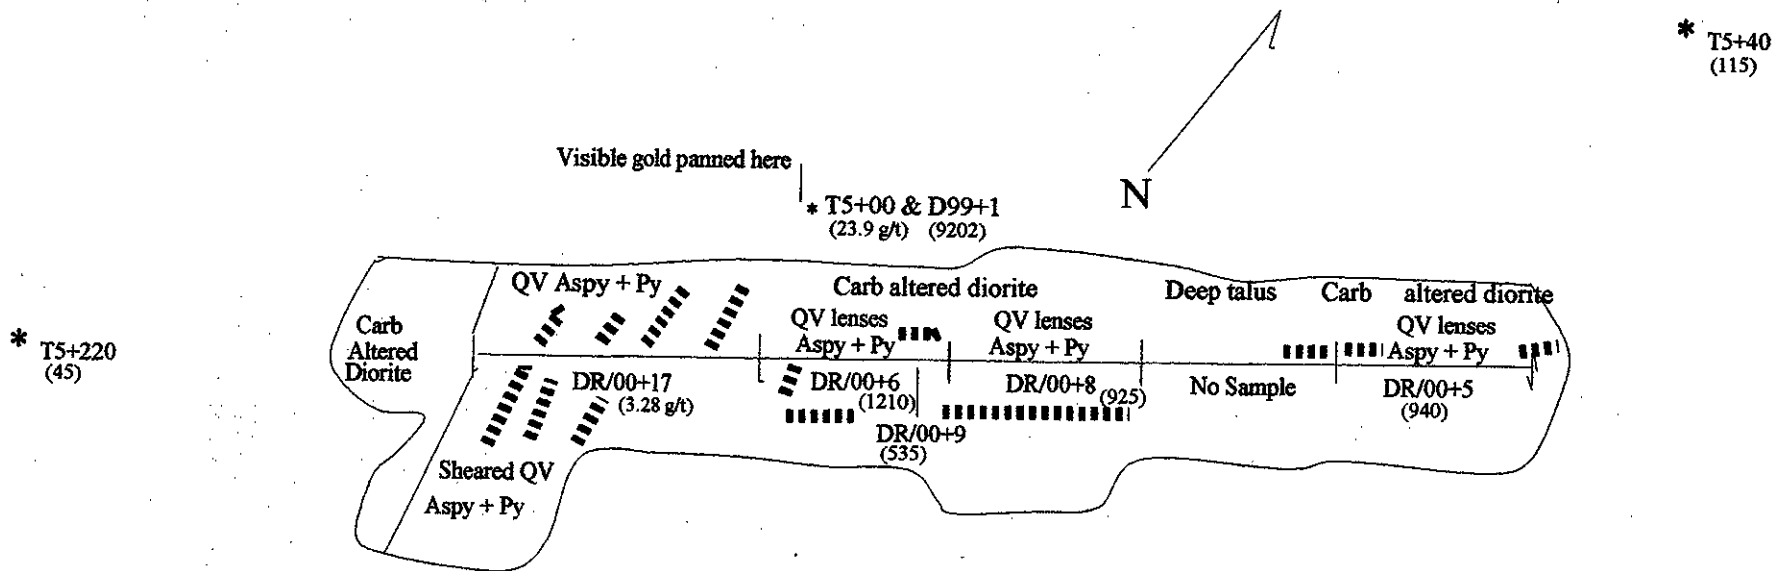 * T5+40
(115)
Visible gold panned here
N
* T5+00 & D99+1
(23.9 g/t) (9202)
QV Aspy + Py
Carb altered diorite
Deep talus
Carb altered diorite
* T5+220
(45)
Carb
Altered
Diorite
QV lenses
Aspy + Py
QV lenses
Aspy + Py
QV lenses
Aspy + Py
DR/00+17
(3.28 g/t)
DR/00+6
(1210)
DR/00+8
(925)
No Sample
DR/00+5
(940)
DR/00+9
(535)
Sheared QV
Aspy + Py